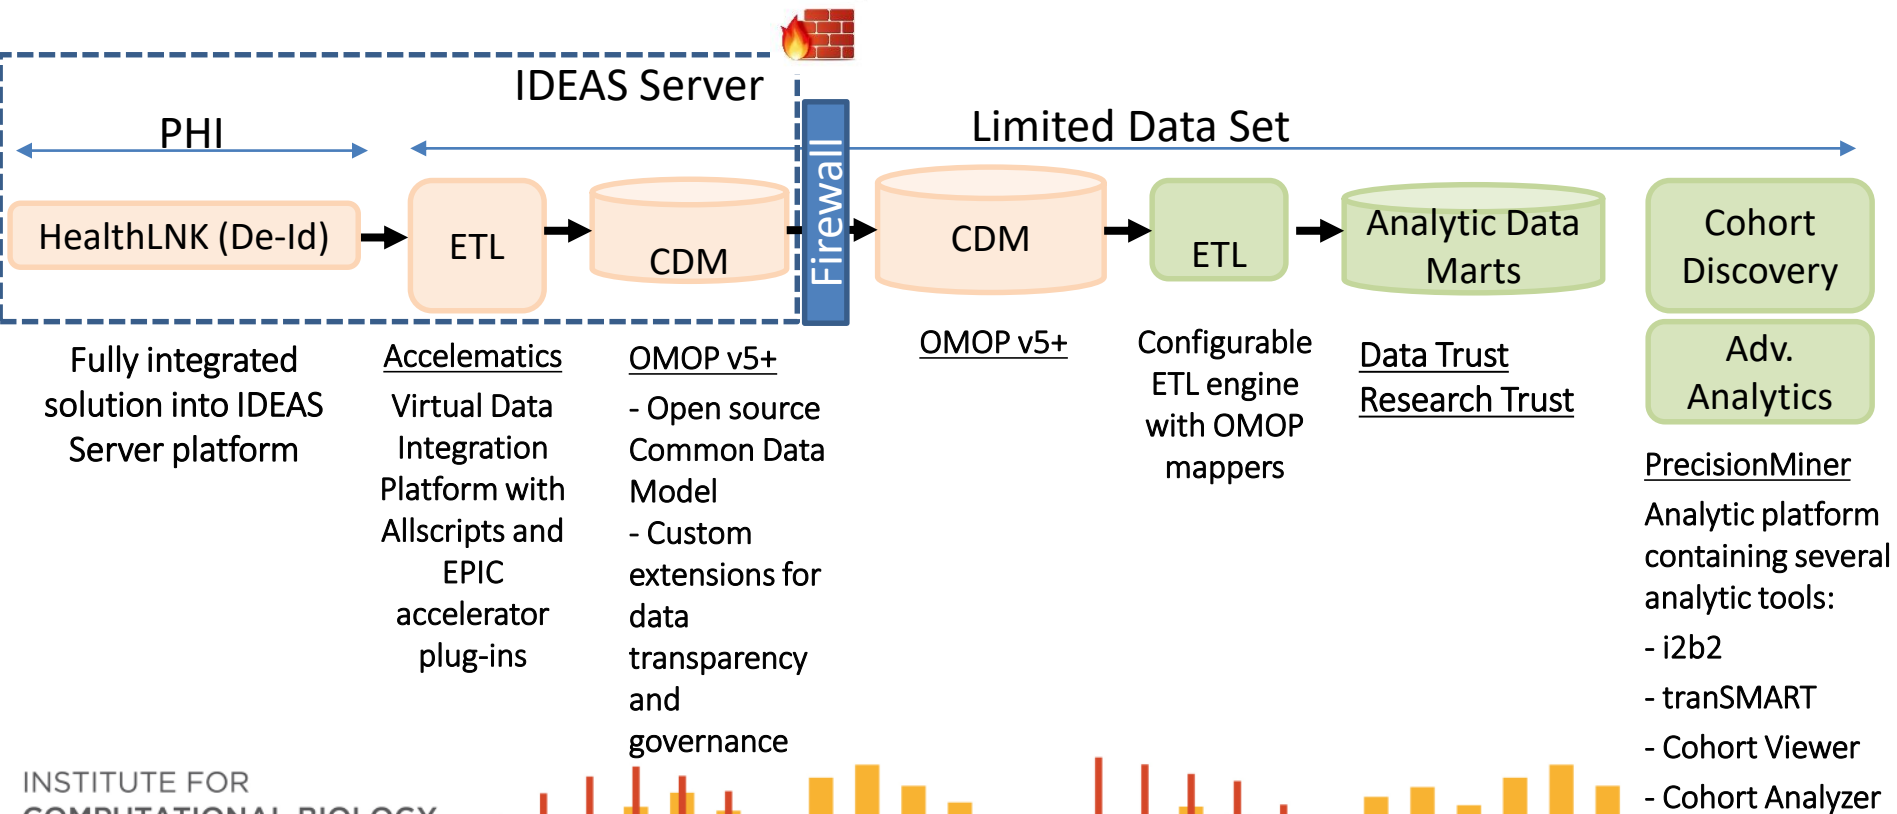 IDEAS Server
PHI
Limited Data Set
HealthLNK (De-Id)
ETL
CDM
Firewall
CDM
ETL
Analytic Data
Marts
Cohort
Discovery
Adv.
Analytics
Fully integrated
solution into IDEAS
Server platform
Accelematics
Virtual Data
Integration
Platform with
Allscripts and
EPIC
accelerator
plug-ins
OMOP v5+
- Open source
Common Data
Model
- Custom
extensions for
data
transparency
and
governance
OMOP v5+
Configurable
ETL engine
with OMOP
mappers
Data Trust
Research Trust
PrecisionMiner
Analytic platform
containing several
analytic tools:
- i2b2
- tranSMART
- Cohort Viewer
- Cohort Analyzer
INSTITUTE FOR
COMPUTATIONAL BIOLOGY